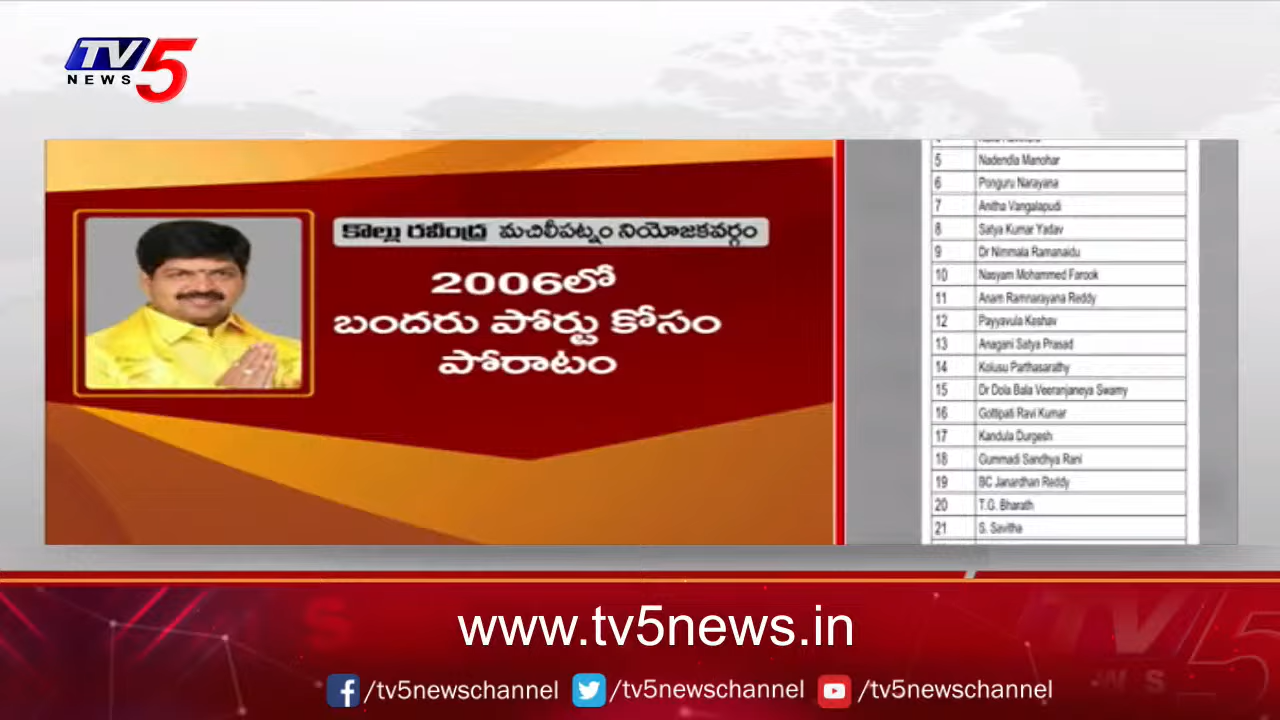 TV5
NEWS
కొల్లు రవీంద్ర మచిలీపట్నం నియోజకవర్గం
2006లో
బందరు పోర్టు కోసం
పోరాటం
5 Nadendla Manohar
6 Ponguru Narayana
7 Anitha Vangalapudi
8 Satya Kumar Yadav
9 Dr Nimmala Ramanaidu
10 Nasyam Mohammed Farook
11 Anam Ramnarayana Reddy
12 Payyavula Keshav
13 Anagani Satya Prasad
14 Kolusu Parthasarathy
15 Dr Dola Bala Veeranjaneya Swamy
16 Gottipati Ravi Kumar
17 Kandula Durgesh
18 Gummadi Sandhya Rani
19 BC Janardhan Reddy
20 T.G. Bharath
21 S. Savitha
www.tv5news.in
/tv5newschannel /tv5newschannel /tv5newschannel